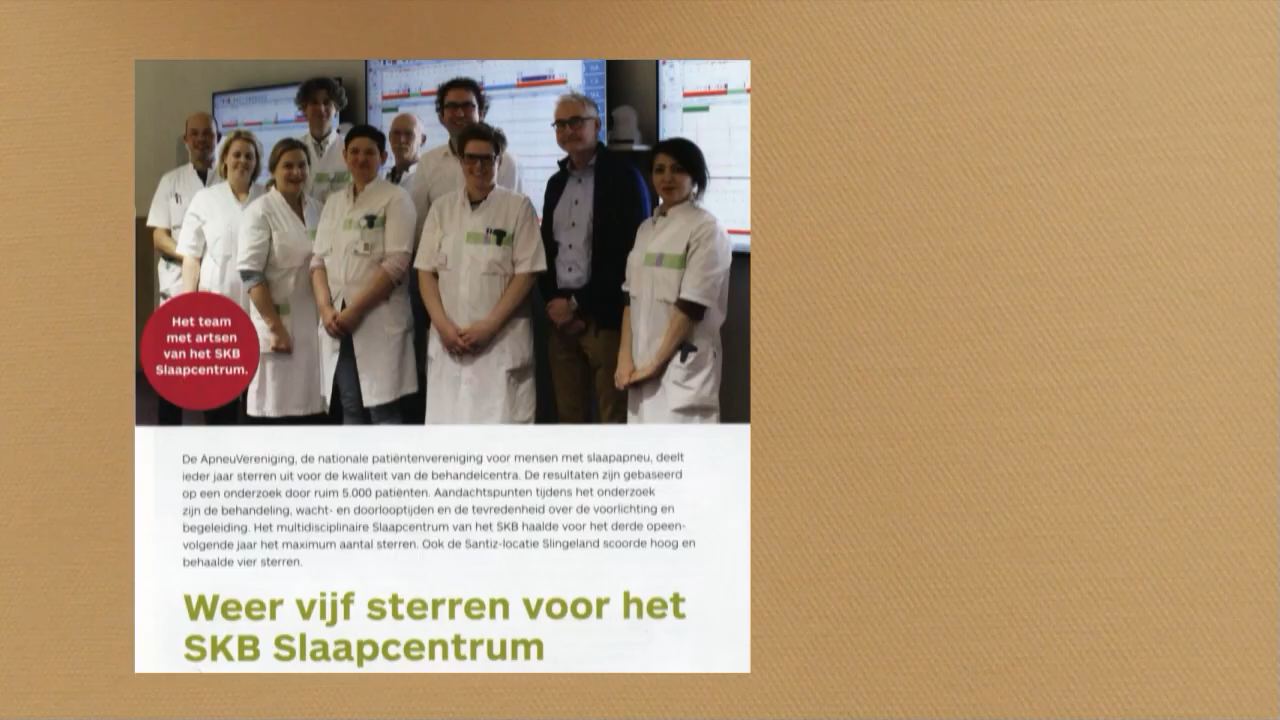 Het team
met artsen
van het SKB
Slaapcentrum.
De ApneuVereniging, de nationale patiëntenvereniging voor mensen met slaapapneu, deelt
ieder jaar sterren uit voor de kwaliteit van de behandelcentra. De resultaten zijn gebaseerd
op een onderzoek door ruim 5.000 patiënten. Aandachtspunten tijdens het onderzoek
zijn de behandeling, wacht- en doorlooptijden en de tevredenheid over de voorlichting en
begeleiding. Het multidisciplinaire Slaapcentrum van het SKB haalde voor het derde opeen-
volgende jaar het maximum aantal sterren. Ook de Santiz-locatie Slingeland scoorde hoog en
behaalde vier sterren.
Weer vijf sterren voor het
SKB Slaapcentrum